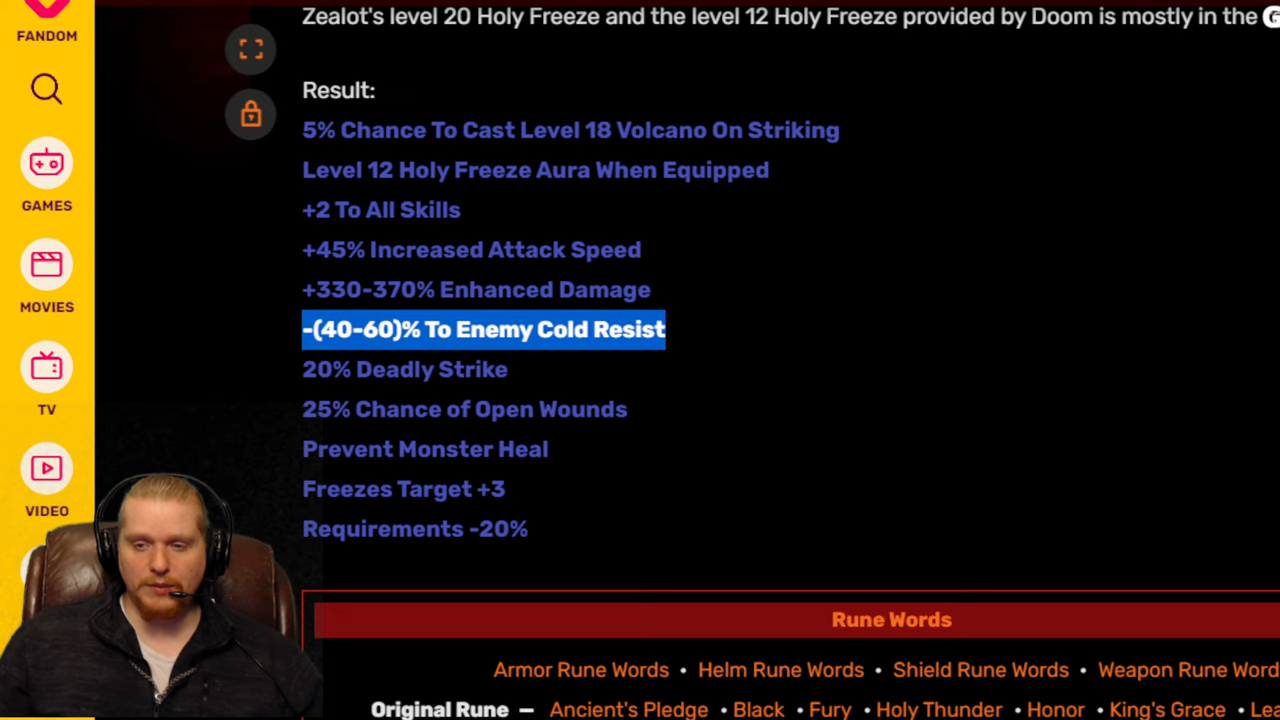 FANDOM
GAMES
MOVIES
TV
VIDEO
Zealot's level 20 Holy Freeze and the level 12 Holy Freeze provided by Doom is mostly in the
Result:
5% Chance To Cast Level 18 Volcano On Striking
Level 12 Holy Freeze Aura When Equipped
+2 To All Skills
+45% Increased Attack Speed
+330-370% Enhanced Damage
-(40-60)% To Enemy Cold Resist
20% Deadly Strike
25% Chance of Open Wounds
Prevent Monster Heal
Freezes Target +3
Requirements -20%
Rune Words
Armor Rune Words • Helm Rune Words • Shield Rune Words • Weapon Rune Word
Original Rune — Ancient's Pledge • Black • Fury • Holy Thunder • Honor • King's Grace • Lea